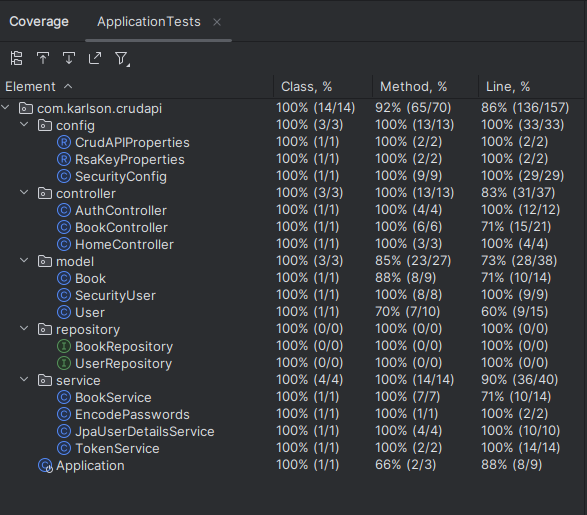 Coverage ApplicationTests ×
Element Class, % Method, % Line, %
com.karlson.crudapi 100% (14/14) 92% (65/70) 86% (136/157)
config 100% (3/3) 100% (13/13) 100% (33/33)
CrudAPIProperties 100% (1/1) 100% (2/2) 100% (2/2)
RsaKeyProperties 100% (1/1) 100% (2/2) 100% (2/2)
SecurityConfig 100% (1/1) 100% (9/9) 100% (29/29)
controller 100% (3/3) 100% (13/13) 83% (31/37)
AuthController 100% (1/1) 100% (4/4) 100% (12/12)
BookController 100% (1/1) 100% (6/6) 71% (15/21)
HomeController 100% (1/1) 100% (3/3) 100% (4/4)
model 100% (3/3) 85% (23/27) 73% (28/38)
Book 100% (1/1) 88% (8/9) 71% (10/14)
SecurityUser 100% (1/1) 100% (8/8) 100% (9/9)
User 100% (1/1) 70% (7/10) 60% (9/15)
repository 100% (0/0) 100% (0/0) 100% (0/0)
BookRepository 100% (0/0) 100% (0/0) 100% (0/0)
UserRepository 100% (0/0) 100% (0/0) 100% (0/0)
service 100% (4/4) 100% (14/14) 90% (36/40)
BookService 100% (1/1) 100% (7/7) 71% (10/14)
EncodePasswords 100% (1/1) 100% (1/1) 100% (2/2)
JpaUserDetailsService 100% (1/1) 100% (4/4) 100% (10/10)
TokenService 100% (1/1) 100% (2/2) 100% (14/14)
Application 100% (1/1) 66% (2/3) 88% (8/9)